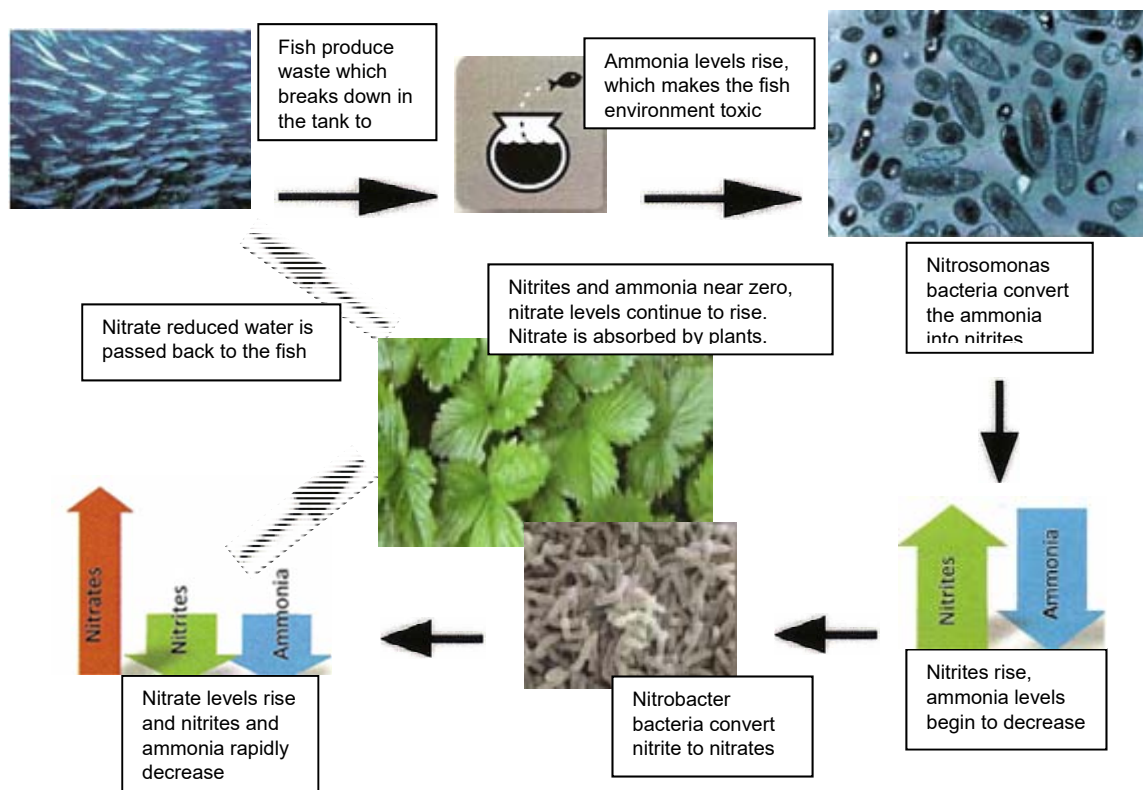 Fish produce
waste which
breaks down in
the tank to
Ammonia levels rise,
which makes the fish
environment toxic
Nitrosomonas
bacteria convert
the ammonia
into nitrites
Nitrites
Ammonia
Nitrites rise,
ammonia levels
begin to decrease
Nitrobacter
bacteria convert
nitrite to nitrates
Nitrates
Nitrites
Ammonia
Nitrate levels rise
and nitrites and
ammonia rapidly
decrease
Nitrites and ammonia near zero,
nitrate levels continue to rise.
Nitrate is absorbed by plants.
Nitrate reduced water is
passed back to the fish